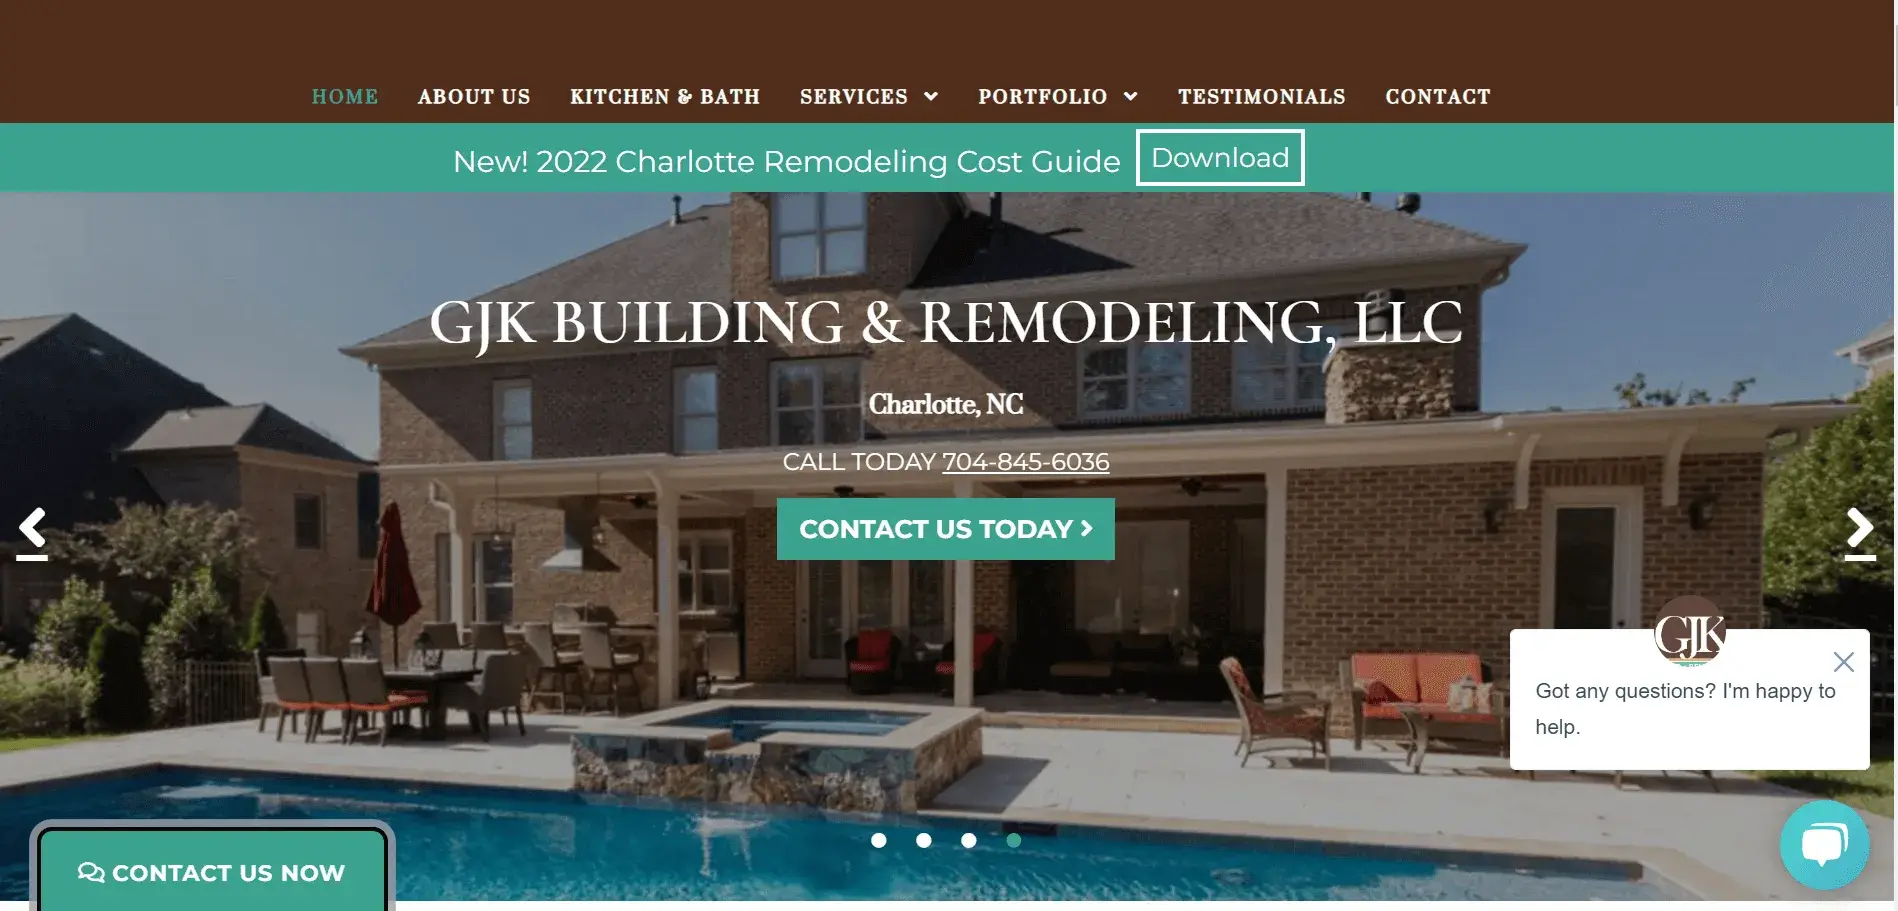 HOME ABOUT US KITCHEN & BATH SERVICES PORTFOLIO TESTIMONIALS CONTACT
New! 2022 Charlotte Remodeling Cost Guide Download
GJK BUILDING & REMODELING, LLC
Charlotte, NC
CALL TODAY 704-845-6036
CONTACT US TODAY
GJK
Got any questions? I'm happy to
help.
CONTACT US NOW